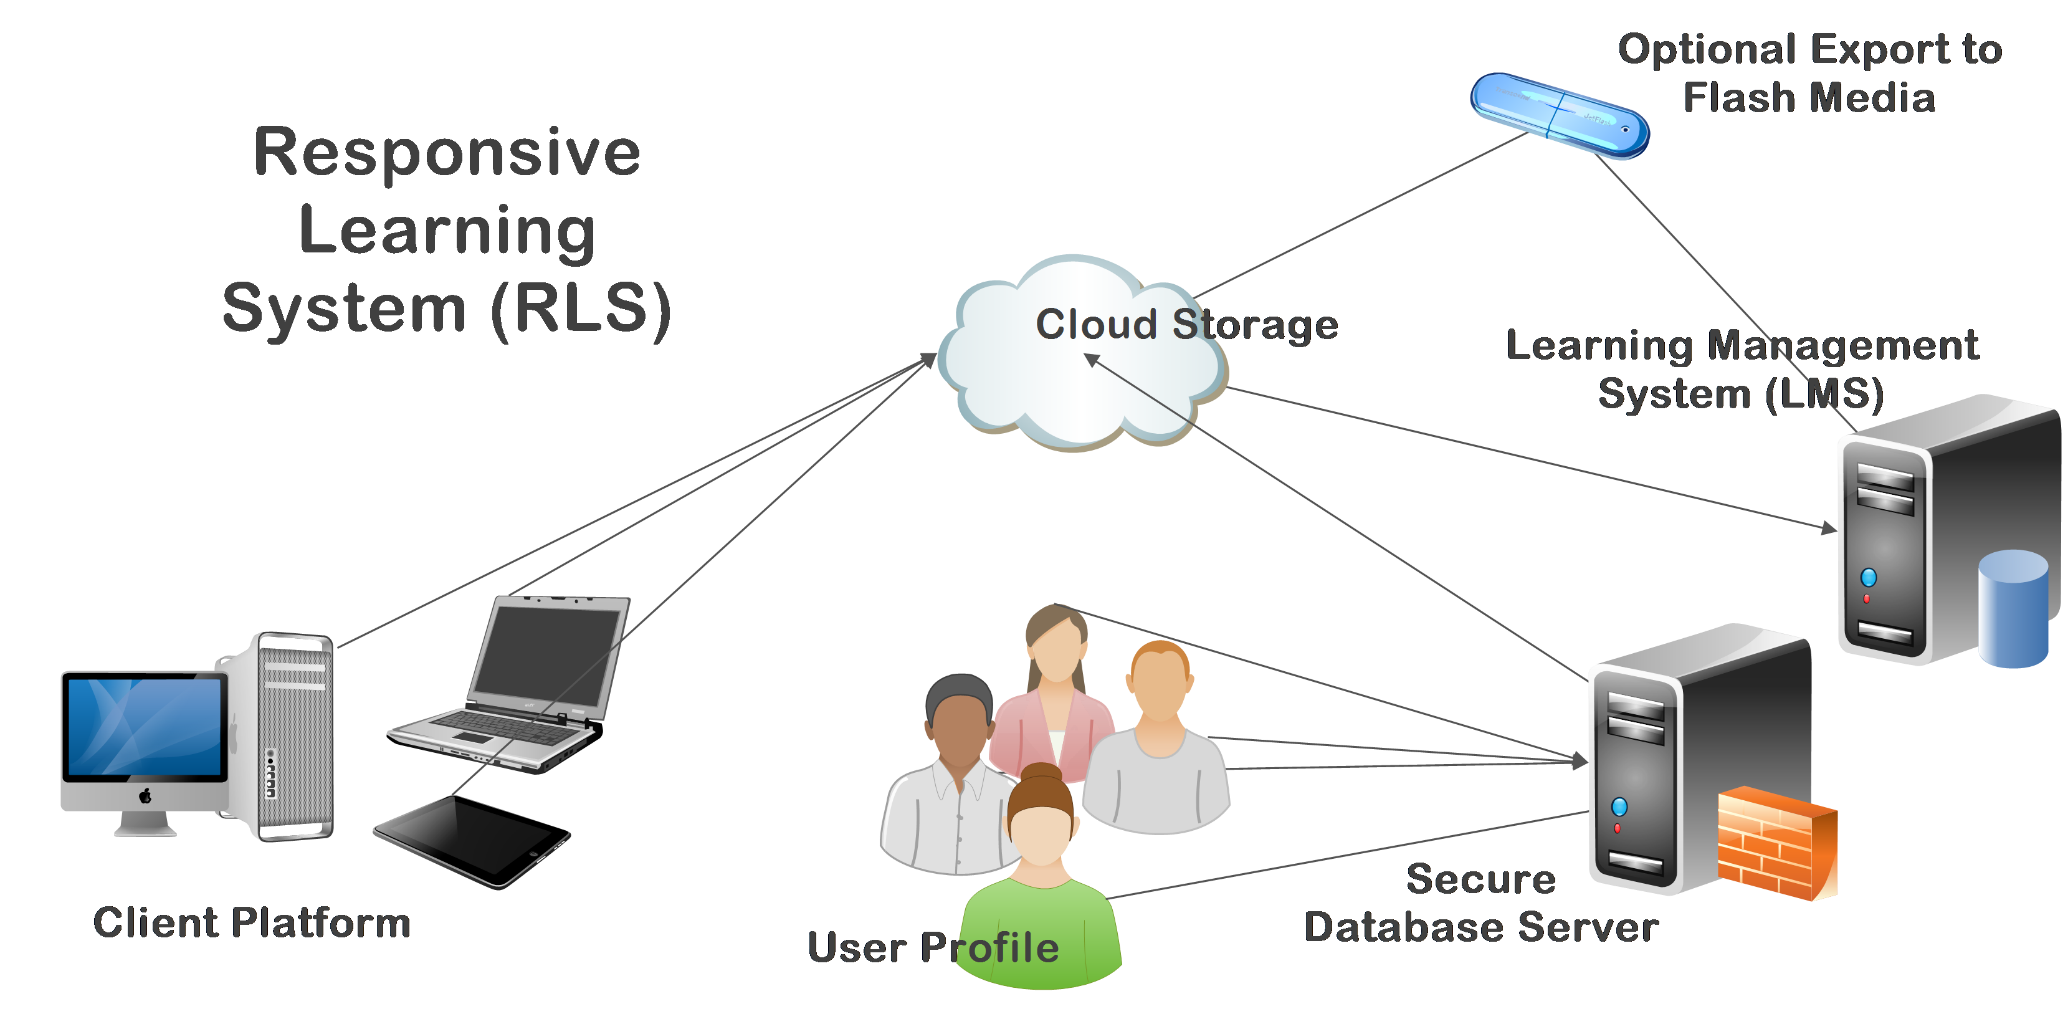 Responsive
Learning
System (RLS)
Optional Export to
Flash Media
Cloud Storage
Learning Management
System (LMS)
Client Platform
User Profile
Secure
Database Server